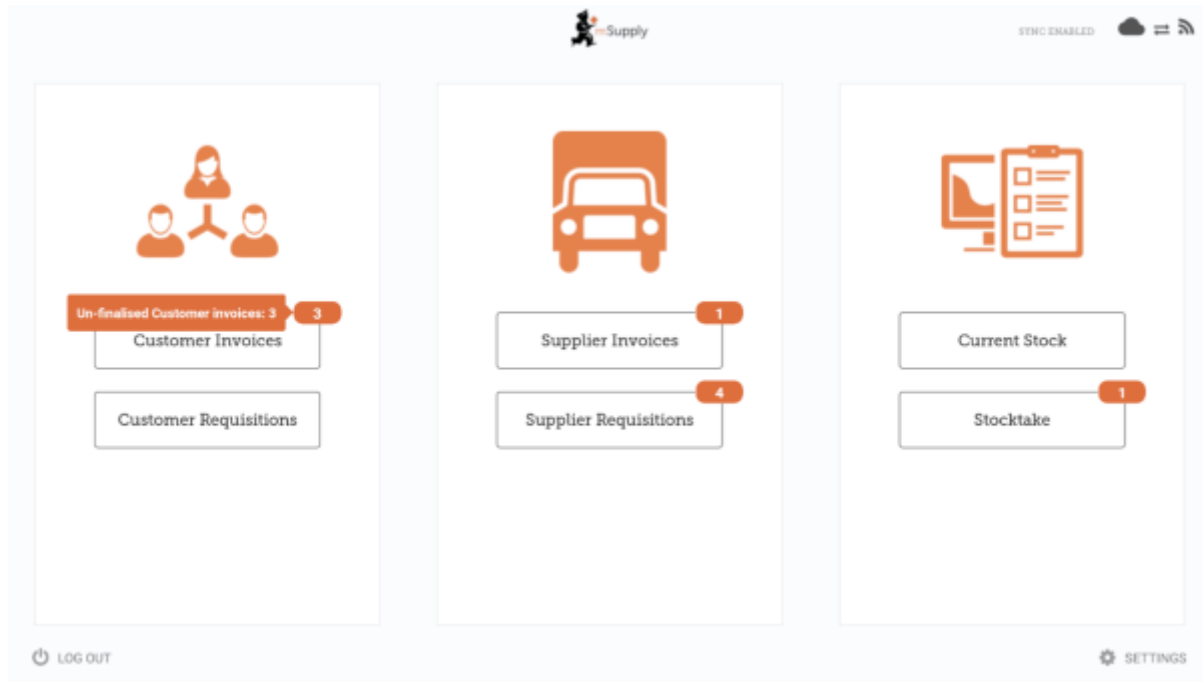 mSupply
SYNC ENABLED
Un-finalised Customer invoices: 3
3
Customer Invoices
Customer Requisitions
1
Supplier Invoices
4
Supplier Requisitions
Current Stock
1
Stocktake
LOG OUT
SETTINGS